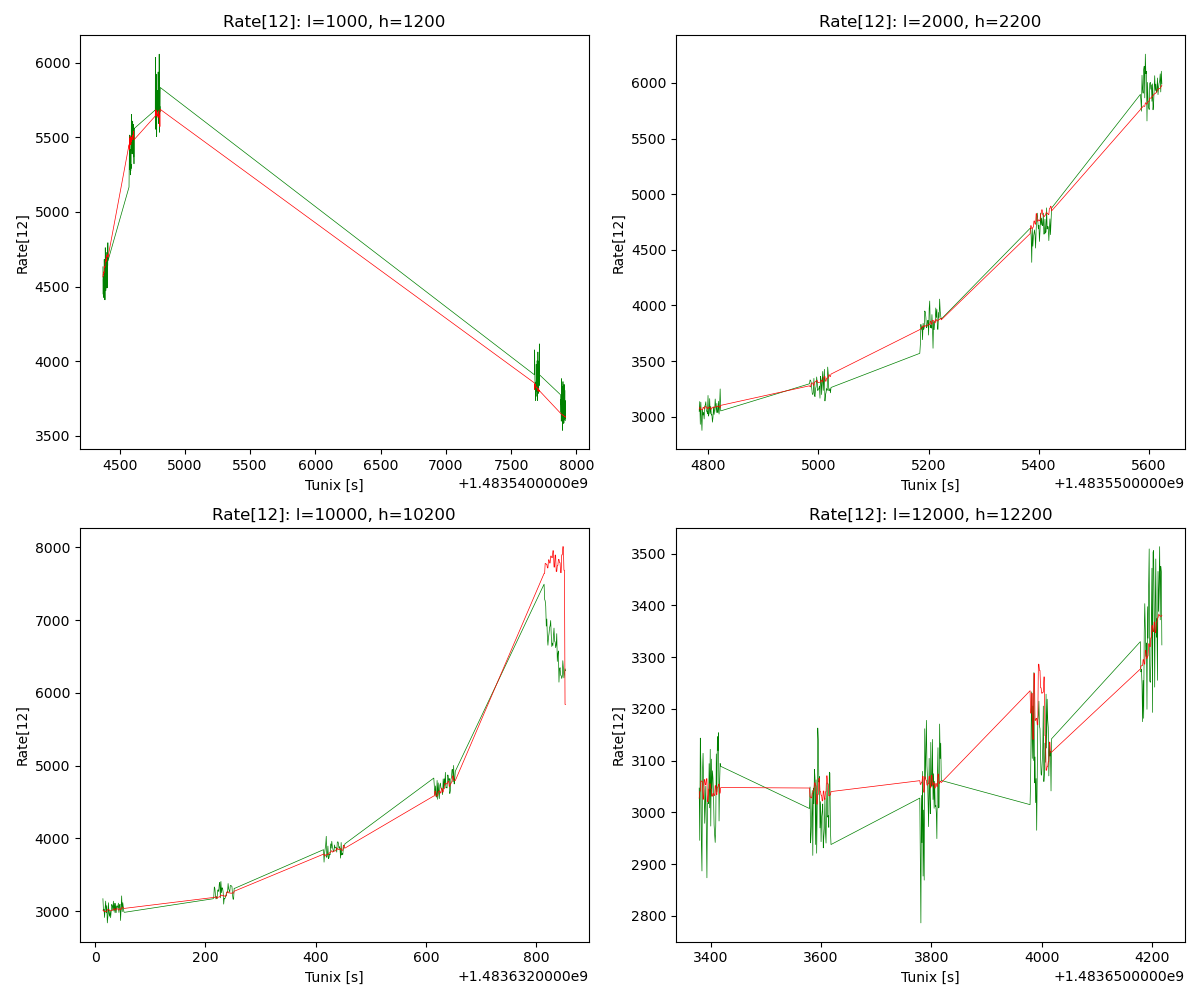 Rate[12]: l=1000, h=1200
Rate[12]
6000
5500
5000
4500
4000
3500
4500 5000 5500 6000 6500 7000 7500 8000
Tunix [s]
+1.4835400000e9
Rate[12]: l=2000, h=2200
Rate[12]
6000
5500
5000
4500
4000
3500
3000
4800 5000 5200 5400 5600
Tunix [s]
+1.4835500000e9
Rate[12]: l=10000, h=10200
Rate[12]
8000
7000
6000
5000
4000
3000
0 200 400 600 800
Tunix [s]
+1.4836320000e9
Rate[12]: l=12000, h=12200
Rate[12]
3500
3400
3300
3200
3100
3000
2900
2800
3400 3600 3800 4000 4200
Tunix [s]
+1.4836500000e9